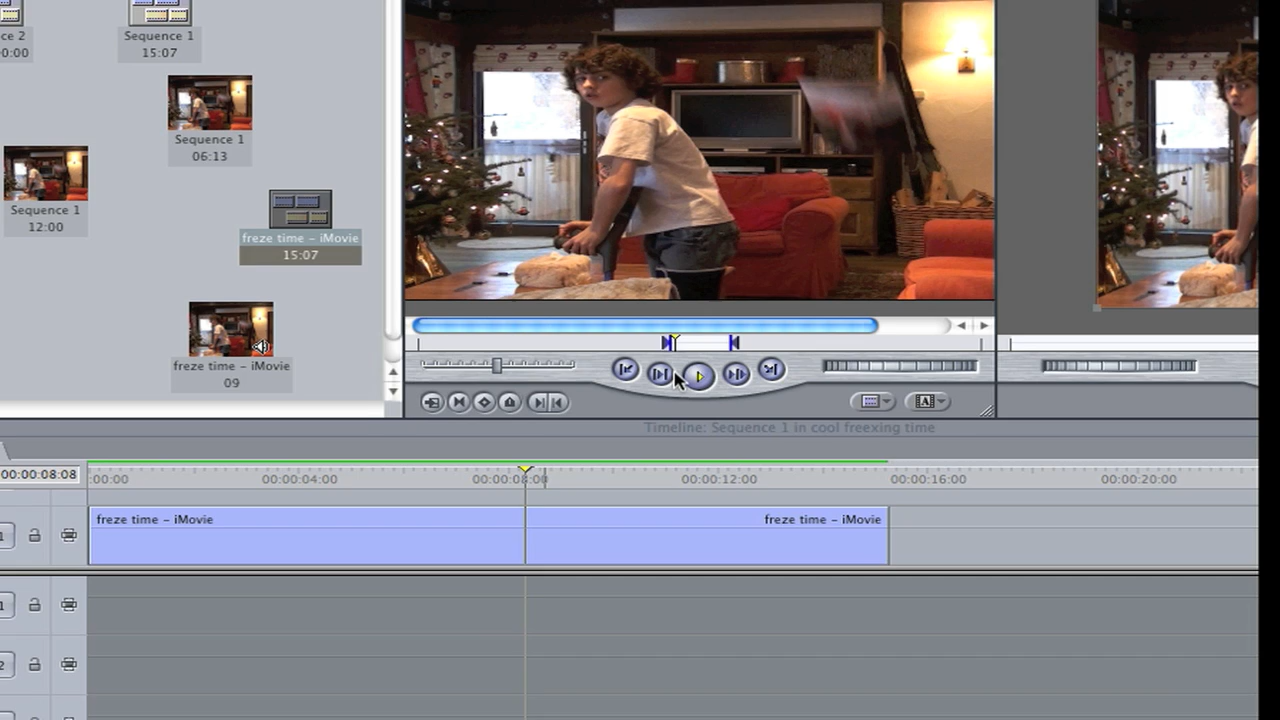 ce 2
0:00
Sequence 1
15:07
Sequence 1
06:13
Sequence 1
12:00
freze time – iMovie
15:07
freze time – iMovie
09
A
Timeline: Sequence 1 in cool freexing time
00:00:08:08
:00:00
00:00:04:00
00:00:08:00
00:00:12:00
00:00:16:00
00:00:20:00
freze time – iMovie
freze time – iMovie
1
1
2